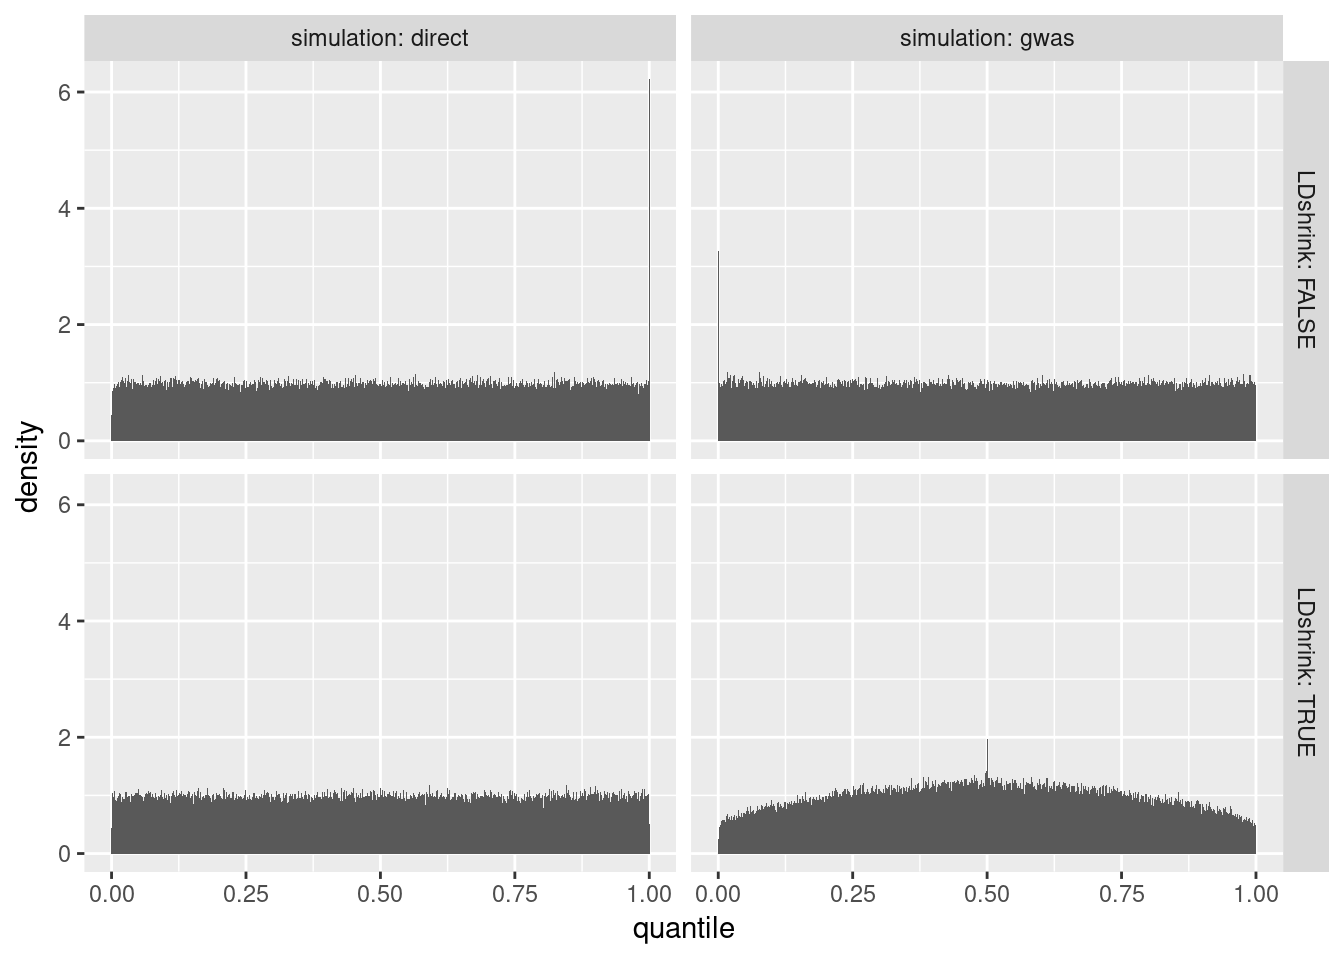 simulation: direct
simulation: gwas
LDshrink: FALSE
LDshrink: TRUE
density
6
4
2
0
6
4
2
0
0.00 0.25 0.50 0.75 1.00
0.00 0.25 0.50 0.75 1.00
quantile